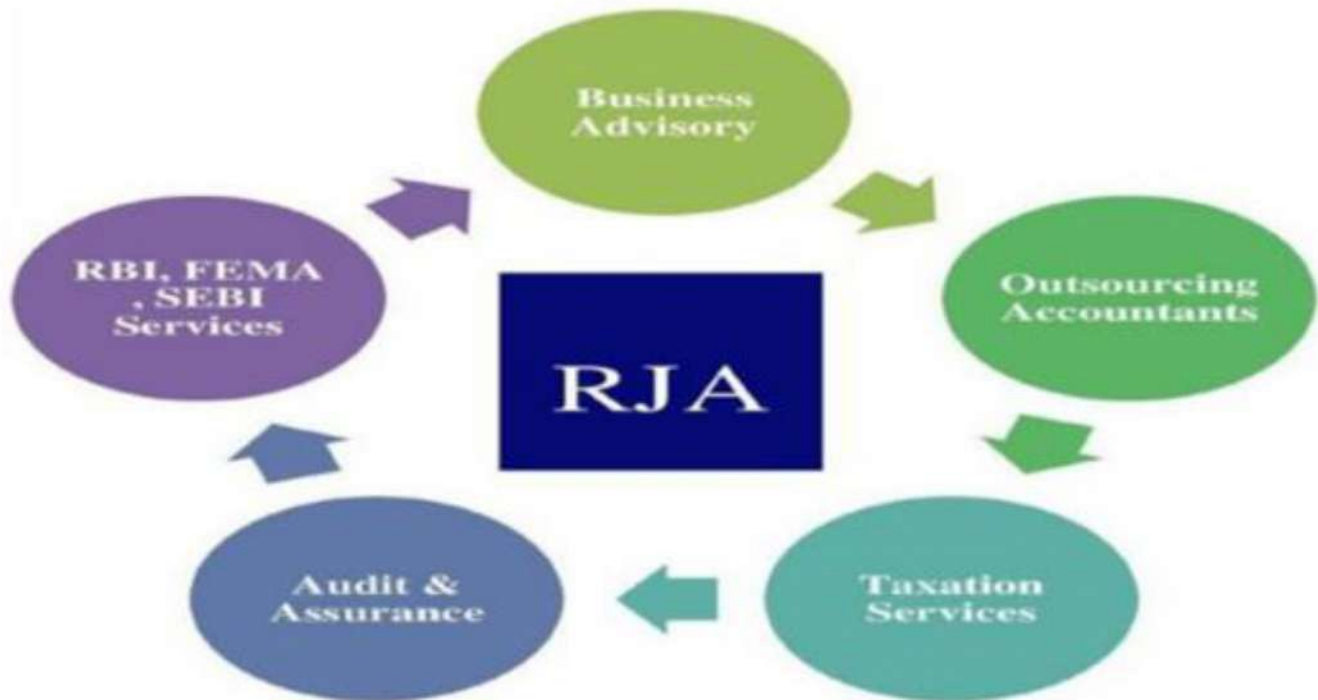 Business
Advisory
Outsourcing
Accountants
Taxation
Services
Audit &
Assurance
RBI, FEMA
, SEBI
Services
RJA